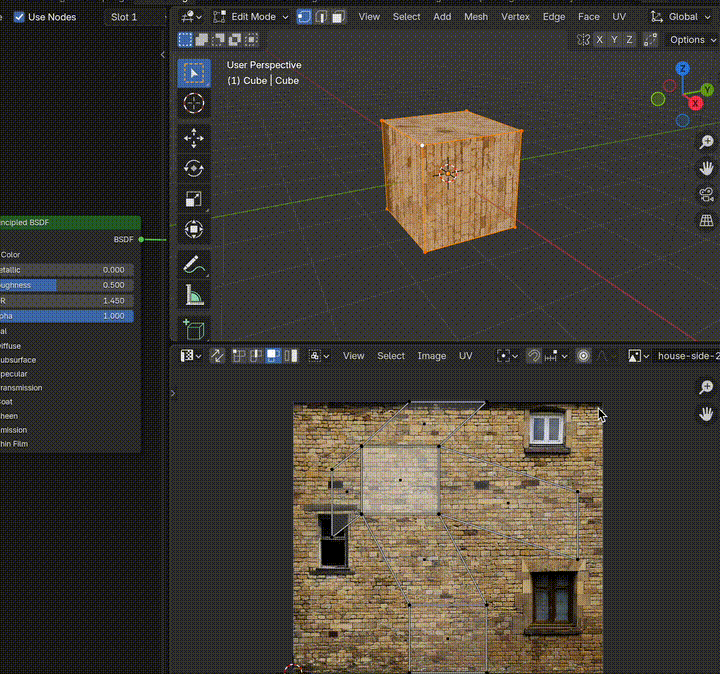 Use Nodes
Slot 1
Edit Mode
View
Select
Add
Mesh
Vertex
Edge
Face
UV
Global
X
Y
Z
Options
User Perspective
(1) Cube | Cube
Z
Y
X
ncipled BSDF
BSDF
Color
etallic 0.000
oughness 0.500
R 1.450
pha 1.000
al
iffuse
ubsurface
pecular
ransmission
oat
heen
mission
hin Film
View
Select
Image
UV
house-side-2